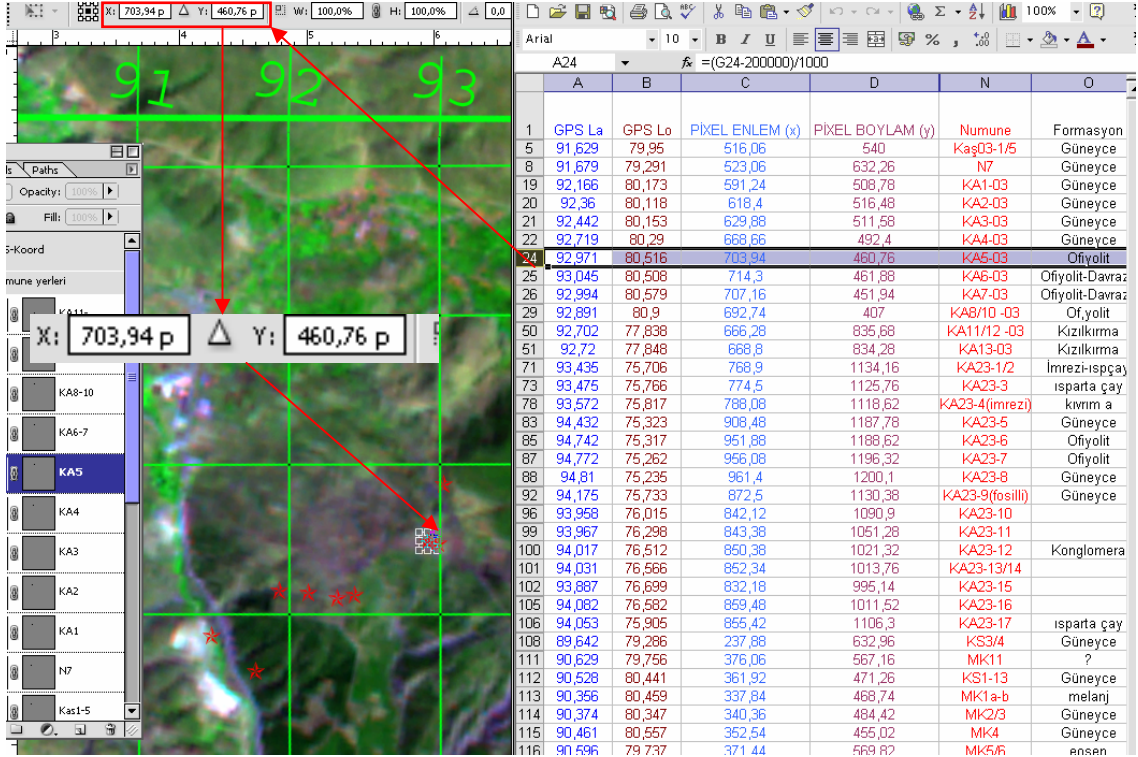 X: 703,94 p Y: 460,76 p W: 100,0% H: 100,0% 0,0
3 4 5 6
91 92 93
Paths
Opacity: 100%
Fill: 100%
5-Koord
mune yerleri
KA11-
X: 703,94 p Y: 460,76 p
KA8-10
KA6-7
KA5
KA4
KA3
KA2
KA1
N7
Kas1-5
100%
Arial 10 B I U %
A24 fx =(G24-200000)/1000
A B C D N O
1 GPS La GPS Lo PİXEL ENLEM (x) PİXEL BOYLAM (y) Numune Formasyon
5 91,629 79,95 516,06 540 Kaş03-1/5 Güneyce
8 91,679 79,291 523,06 632,26 N7 Güneyce
19 92,166 80,173 591,24 508,78 KA1-03 Güneyce
20 92,36 80,118 618,4 516,48 KA2-03 Güneyce
21 92,442 80,153 629,88 511,58 KA3-03 Güneyce
22 92,719 80,29 668,66 492,4 KA4-03 Güneyce
24 92,971 80,516 703,94 460,76 KA5-03 Ofiyolit
25 93,045 80,508 714,3 461,88 KA6-03 Ofiyolit-Davraz
26 92,994 80,579 707,16 451,94 KA7-03 Ofiyolit-Davraz
29 92,891 80,9 692,74 407 KA8/10 -03 Of,yolit
50 92,702 77,838 666,28 835,68 KA11/12 -03 Kızılkırma
51 92,72 77,848 668,8 834,28 KA13-03 Kızılkırma
71 93,435 75,706 768,9 1134,16 KA23-1/2 İmrezi-ıspçay
73 93,475 75,766 774,5 1125,76 KA23-3 ısparta çay
78 93,572 75,817 788,08 1118,62 KA23-4(imrezi) kıvrım a
83 94,432 75,323 908,48 1187,78 KA23-5 Güneyce
85 94,742 75,317 951,88 1188,62 KA23-6 Ofiyolit
87 94,772 75,262 956,08 1196,32 KA23-7 Ofiyolit
88 94,81 75,235 961,4 1200,1 KA23-8 Güneyce
92 94,175 75,733 872,5 1130,38 KA23-9(fosilli) Güneyce
96 93,958 76,015 842,12 1090,9 KA23-10
99 93,967 76,298 843,38 1051,28 KA23-11
100 94,017 76,512 850,38 1021,32 KA23-12 Konglomera
101 94,031 76,566 852,34 1013,76 KA23-13/14
102 93,887 76,699 832,18 995,14 KA23-15
105 94,082 76,582 859,48 1011,52 KA23-16
106 94,053 75,905 855,42 1106,3 KA23-17 ısparta çay
108 89,642 79,286 237,88 632,96 KS3/4 Güneyce
111 90,629 79,756 376,06 567,16 MK11 ?
112 90,528 80,441 361,92 471,26 KS1-13 Güneyce
113 90,356 80,459 337,84 468,74 MK1a-b melanj
114 90,374 80,347 340,36 484,42 MK2/3 Güneyce
115 90,461 80,557 352,54 455,02 MK4 Güneyce
116 90,596 79,737 371,44 569,82 MK5/6 eosen